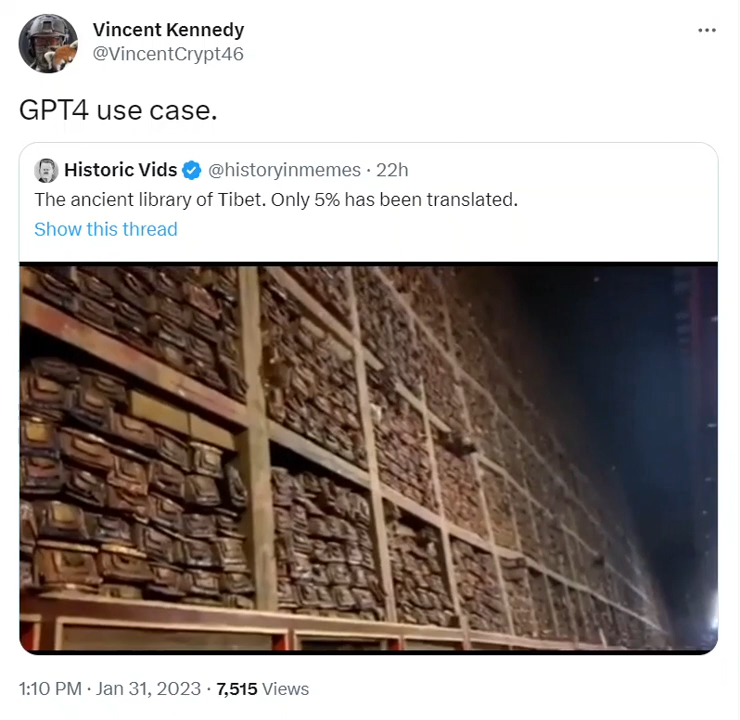 Vincent Kennedy
@VincentCrypt46
GPT4 use case.
Historic Vids @historyinmemes · 22h
The ancient library of Tibet. Only 5% has been translated.
Show this thread
1:10 PM · Jan 31, 2023 · 7,515 Views